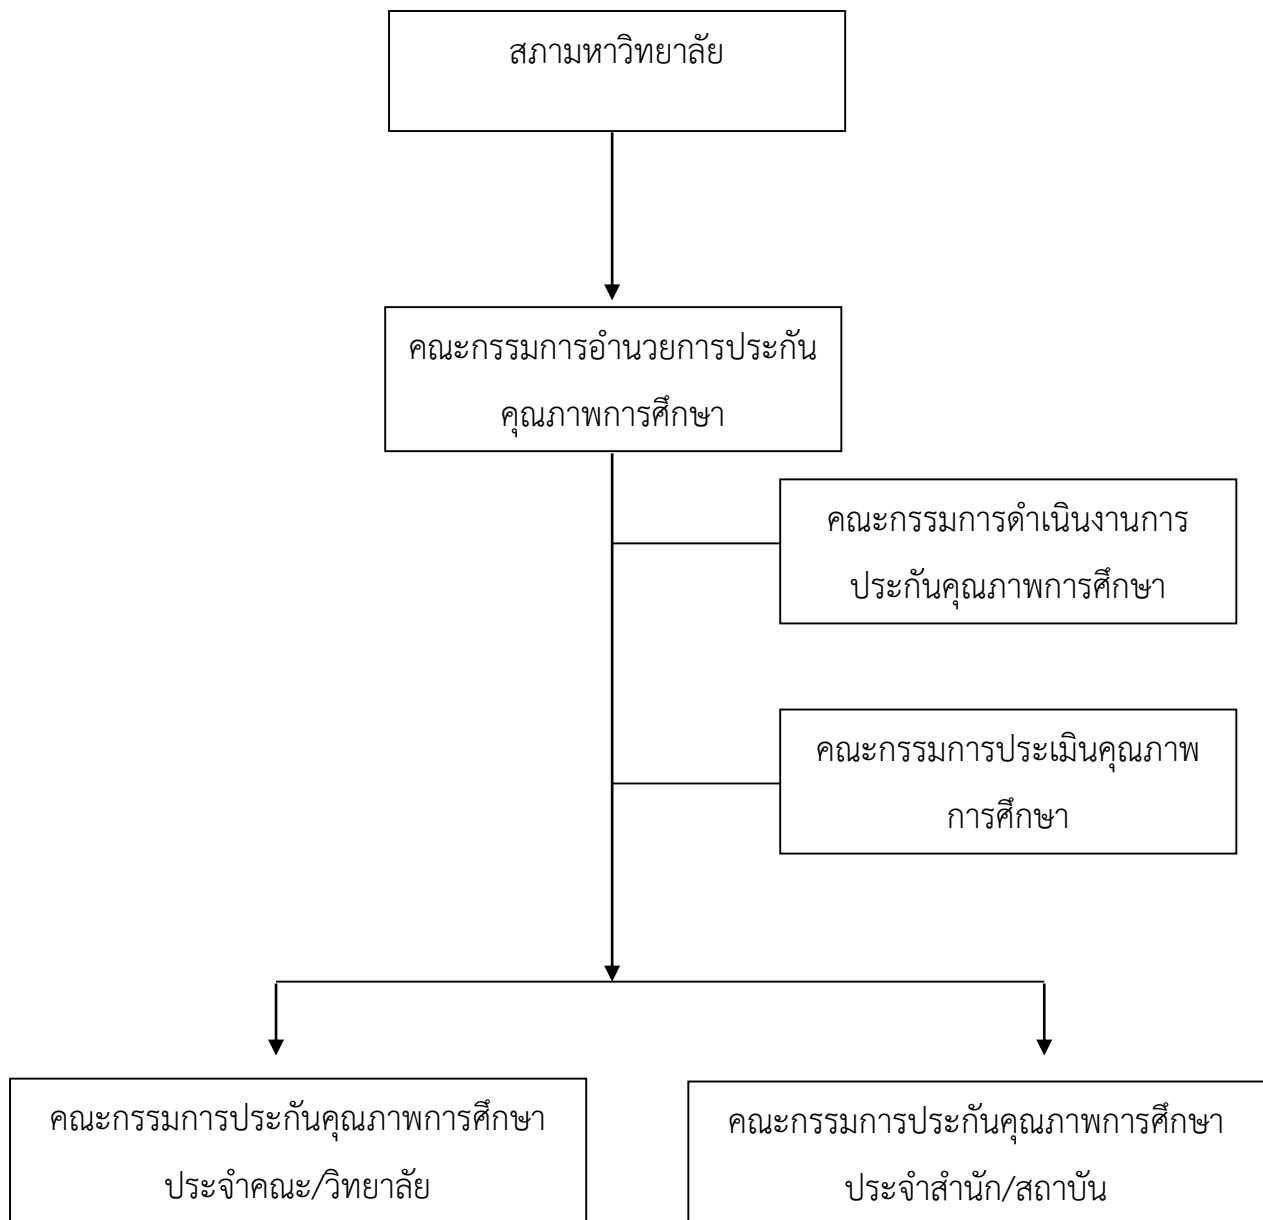 สภามหาวิทยาลัย
คณะกรรมการอำนวยการประกัน
คุณภาพการศึกษา
คณะกรรมการดำเนินงานการ
ประกันคุณภาพการศึกษา
คณะกรรมการประเมินคุณภาพ
การศึกษา
คณะกรรมการประกันคุณภาพการศึกษา
ประจำคณะ/วิทยาลัย
คณะกรรมการประกันคุณภาพการศึกษา
ประจำสำนัก/สถาบัน